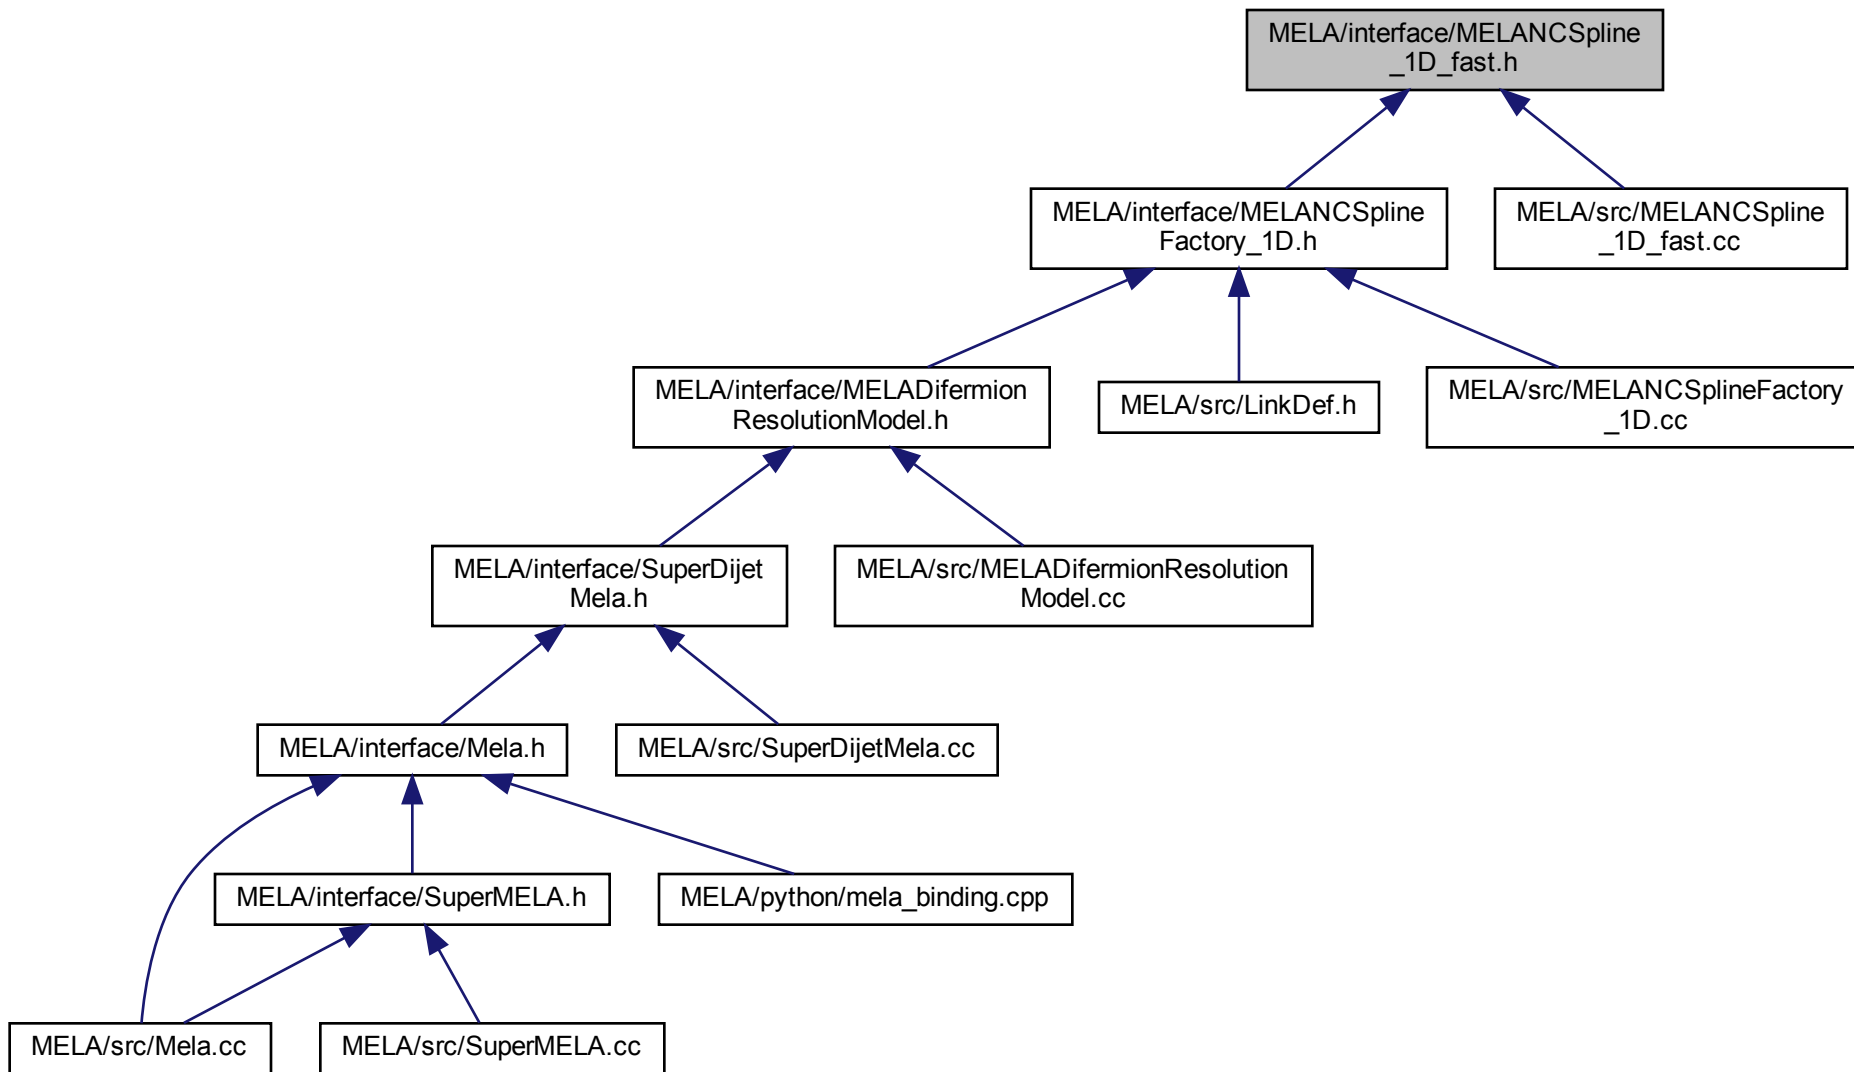 MELA/interface/MELANCSpline
_1D_fast.h
MELA/interface/MELANCSpline
Factory_1D.h
MELA/src/MELANCSpline
_1D_fast.cc
MELA/interface/MELADifermion
ResolutionModel.h
MELA/src/LinkDef.h
MELA/src/MELANCSplineFactory
_1D.cc
MELA/interface/SuperDijet
Mela.h
MELA/src/MELADifermionResolution
Model.cc
MELA/interface/Mela.h
MELA/src/SuperDijetMela.cc
MELA/interface/SuperMELA.h
MELA/python/mela_binding.cpp
MELA/src/Mela.cc
MELA/src/SuperMELA.cc